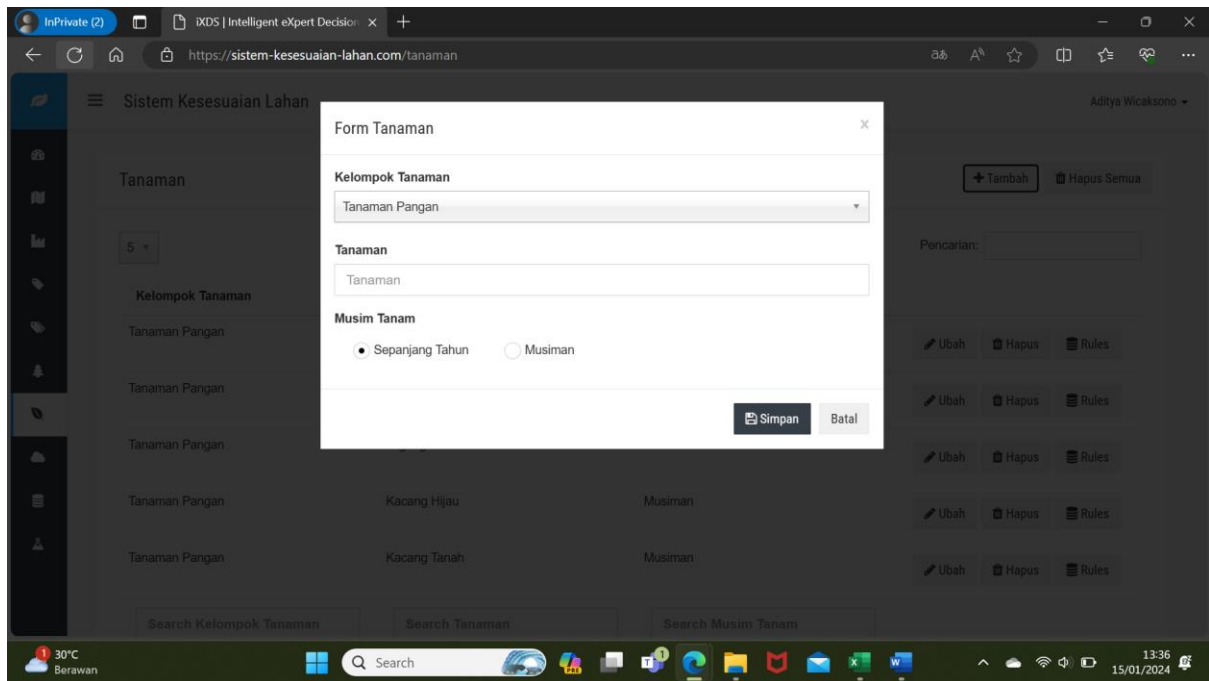 InPrivate (2)
iXDS | Intelligent eXpert Decision
https://sistem-kesesuaian-lahan.com/tanaman
Sistem Kesesuaian Lahan
Aditya Wicaksono
Form Tanaman
Tanaman
Tambah
Hapus Semua
Kelompok Tanaman
Tanaman Pangan
5
Pencarian:
Tanaman
Tanaman
Kelompok Tanaman
Musim Tanam
Sepanjang Tahun Musiman
Tanaman Pangan
Ubah Hapus Rules
Tanaman Pangan
Ubah Hapus Rules
Simpan Batal
Tanaman Pangan
Ubah Hapus Rules
Tanaman Pangan Kacang Hijau Musiman
Ubah Hapus Rules
Tanaman Pangan Kacang Tanah Musiman
Ubah Hapus Rules
Search Kelompok Tanaman Search Tanaman Search Musim Tanam
1
30°C
Berawan
Search
PRE
1
13:36
15/01/2024